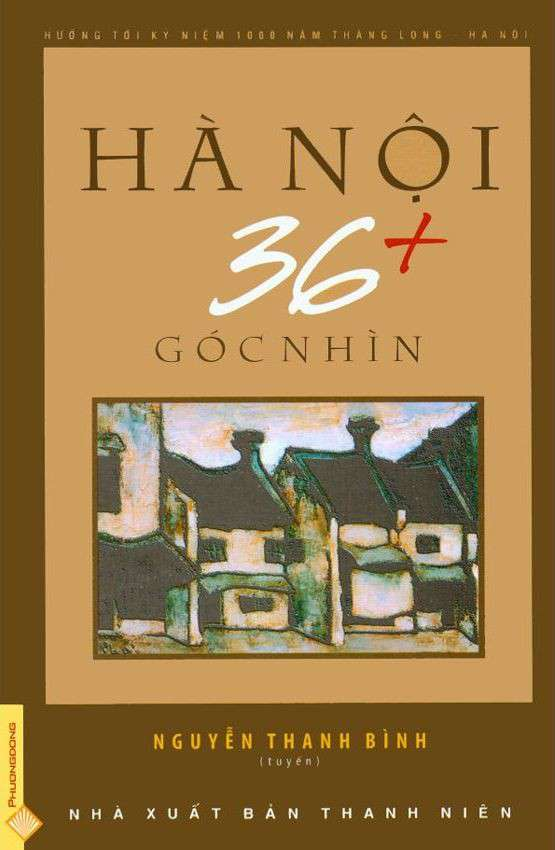 HƯỚNG TỚI KỶ NIỆM 1000 NĂM THĂNG LONG - HÀ NỘI
HÀ NỘI
36+
GÓC NHÌN
NGUYỄN THANH BÌNH
(tuyển)
PHUONGDONG
NHÀ XUẤT BẢN THANH NIÊN